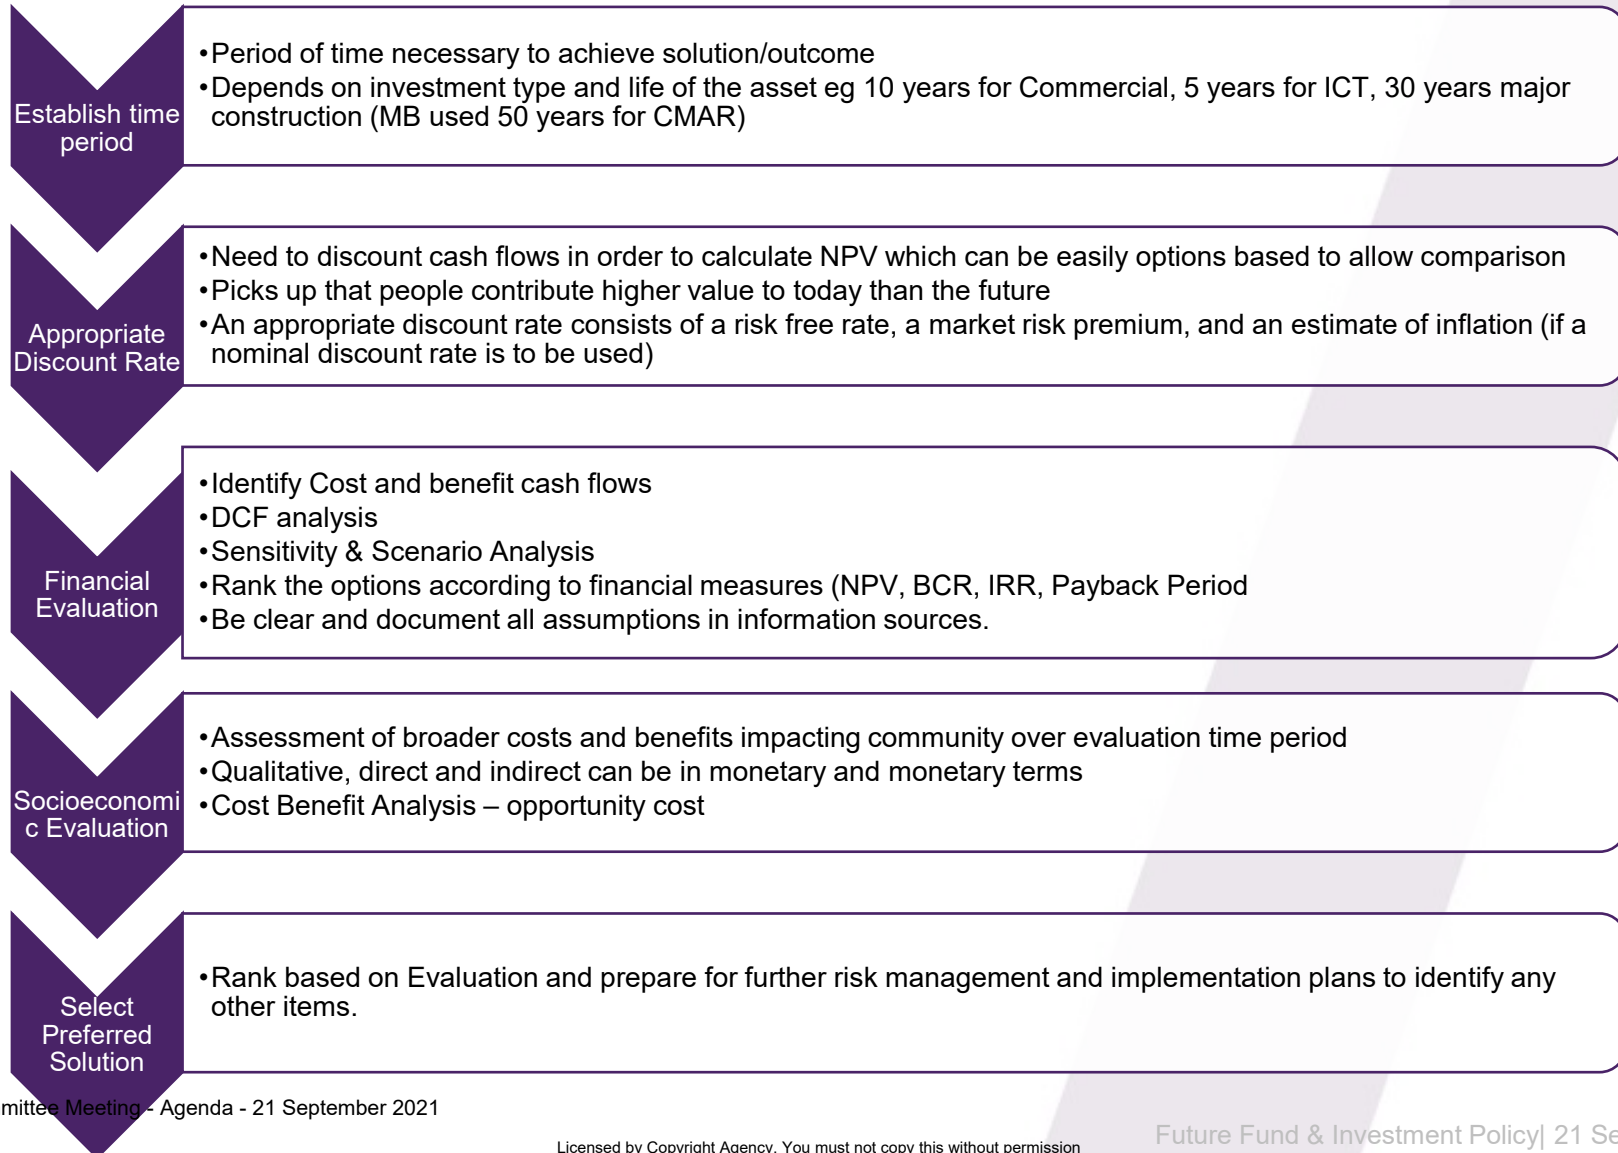 Establish time
period
•Period of time necessary to achieve solution/outcome
•Depends on investment type and life of the asset eg 10 years for Commercial, 5 years for ICT, 30 years major
construction (MB used 50 years for CMAR)
Appropriate
Discount Rate
•Need to discount cash flows in order to calculate NPV which can be easily options based to allow comparison
•Picks up that people contribute higher value to today than the future
•An appropriate discount rate consists of a risk free rate, a market risk premium, and an estimate of inflation (if a
nominal discount rate is to be used)
Financial
Evaluation
•Identify Cost and benefit cash flows
•DCF analysis
•Sensitivity & Scenario Analysis
•Rank the options according to financial measures (NPV, BCR, IRR, Payback Period
•Be clear and document all assumptions in information sources.
Socioeconomi
c Evaluation
•Assessment of broader costs and benefits impacting community over evaluation time period
•Qualitative, direct and indirect can be in monetary and monetary terms
•Cost Benefit Analysis – opportunity cost
Select
Preferred
Solution
•Rank based on Evaluation and prepare for further risk management and implementation plans to identify any
other items.
mittee Meeting - Agenda - 21 September 2021
Licensed by Copyright Agency. You must not copy this without permission
Future Fund & Investment Policy| 21 Se